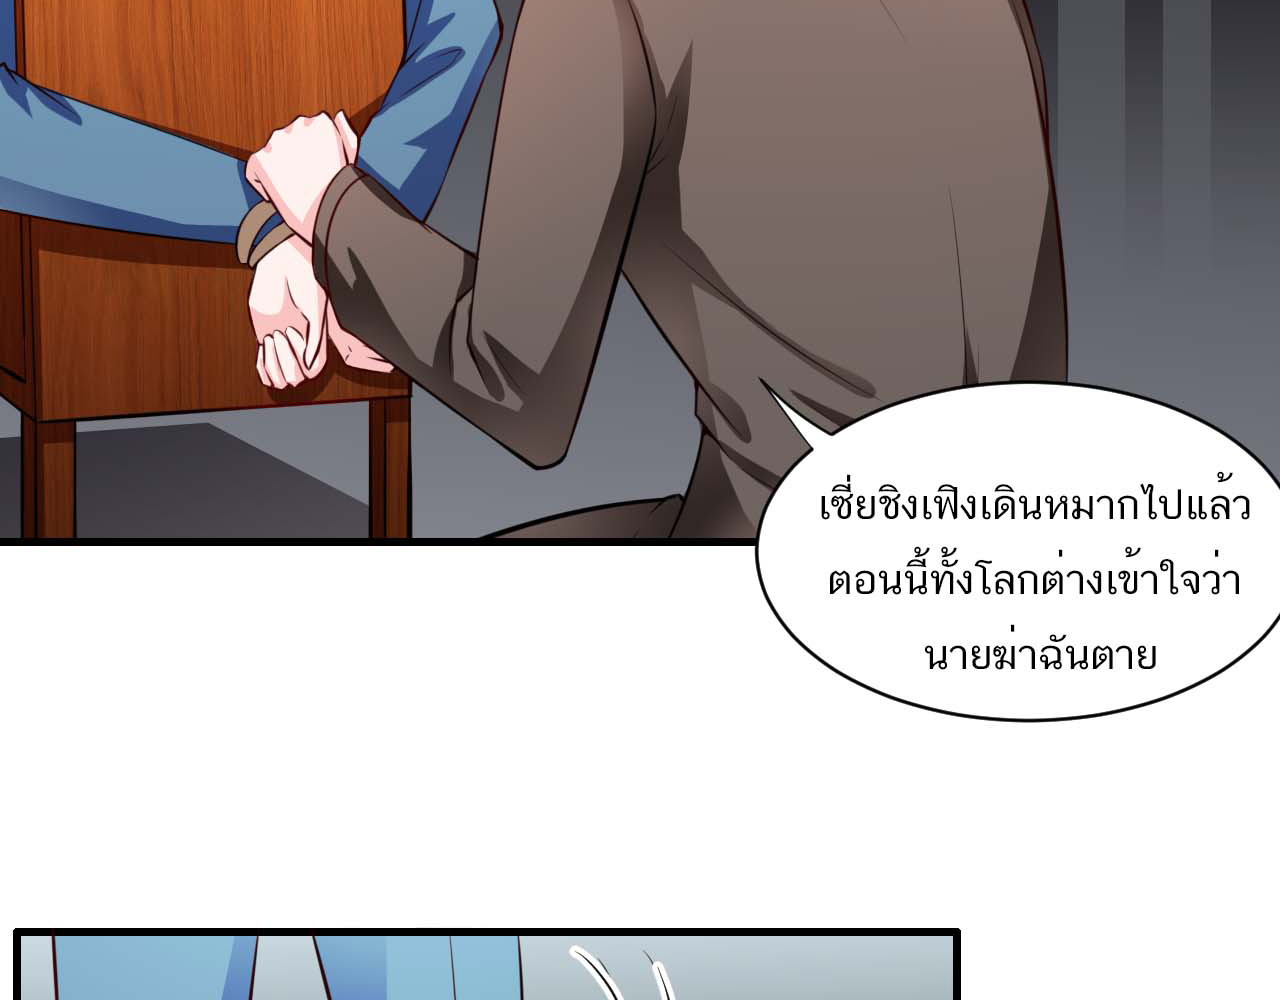 เซี่ยชิงเฟิงเดินหมากไปแล้ว
ตอนนี้ทั้งโลกต่างเข้าใจว่า
นายฆ่าฉันตาย